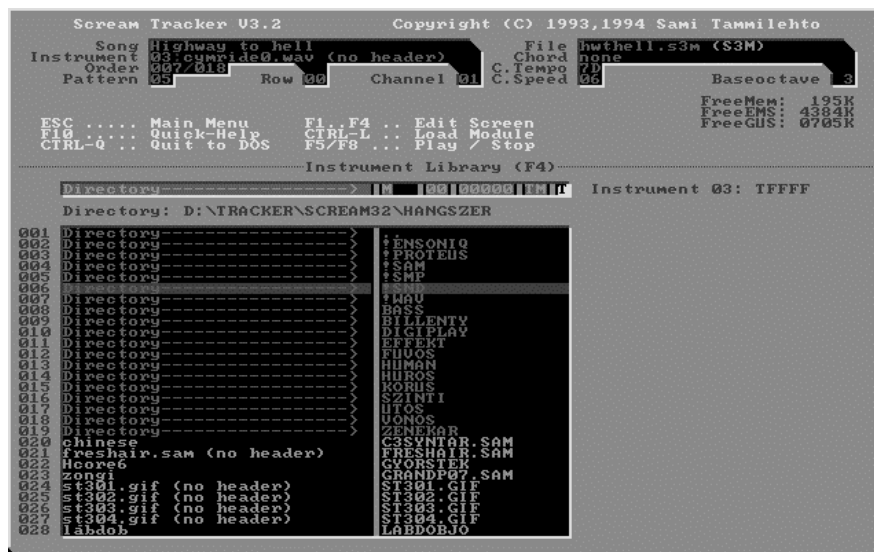 Scream Tracker V3.2 Copyright (C) 1993,1994 Sami Tammilehto
Song Highway to hell File hwthell.s3m (S3M)
Instrument 03:cymride0.wav (no header) Chord none
Order 007/018 C.Tempo 7D
Pattern 05 Row 00 Channel 01 C.Speed 06 Baseoctave 3
FreeMem: 195K
FreeEMS: 4384K
FreeGUS: 0705K
ESC ..... Main Menu F1..F4 .. Edit Screen
F10 ..... Quick-Help CTRL-L .. Load Module
CTRL-Q .. Quit to DOS F5/F8 ... Play / Stop
Instrument Library (F4)
Directory------------------> M 00 00000 TM T Instrument 03: TFFFF
Directory: D:\TRACKER\SCREAM32\HANGSZER
001 Directory------------------> ..
002 Directory------------------> !ENSONIQ
003 Directory------------------> !PROTEUS
004 Directory------------------> !SAM
005 Directory------------------> !SMP
006 Directory------------------> !SND
007 Directory------------------> !WAV
008 Directory------------------> BASS
009 Directory------------------> BILLENTY
010 Directory------------------> DIGIPLAY
011 Directory------------------> EFFEKT
012 Directory------------------> FUVOS
013 Directory------------------> HUMAN
014 Directory------------------> HUROS
015 Directory------------------> KORUS
016 Directory------------------> SZINTI
017 Directory------------------> UTOS
018 Directory------------------> VONOS
019 Directory------------------> ZENEKAR
020 chinese C3SYNTAR.SAM
021 freshair.sam (no header) FRESHAIR.SAM
022 Hcore6 GYORSTEK
023 zongi GRANDP07.SAM
024 st301.gif (no header) ST301.GIF
025 st302.gif (no header) ST302.GIF
026 st303.gif (no header) ST303.GIF
027 st304.gif (no header) ST304.GIF
028 lábdob LABDOBJO